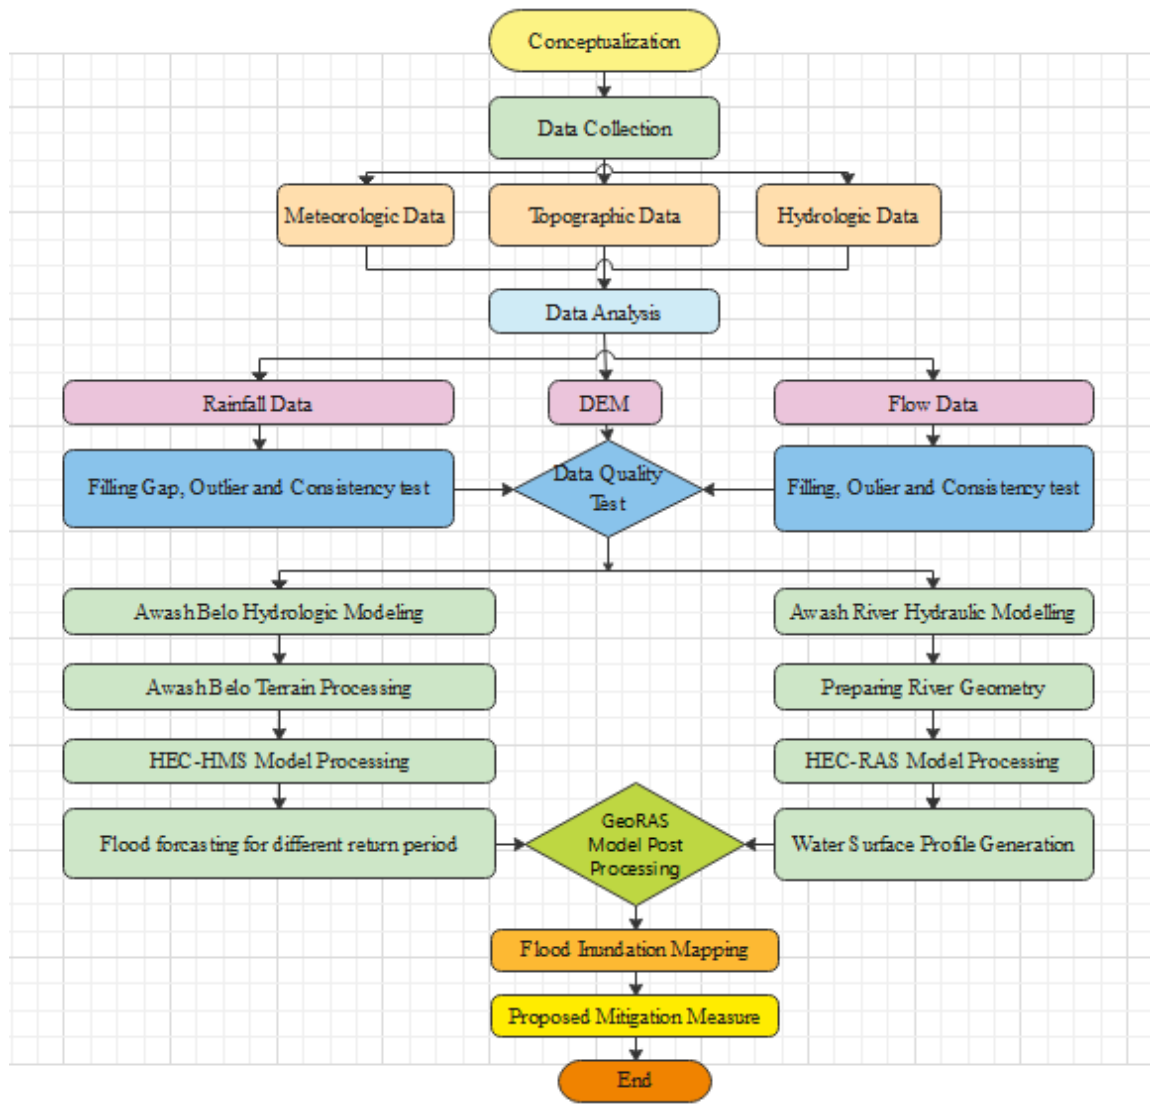 Conceptualization
Data Collection
Meteorologic Data
Topographic Data
Hydrologic Data
Data Analysis
Rainfall Data
DEM
Flow Data
Filling Gap, Outlier and Consistency test
Data Quality
Test
Filling, Oulier and Consistency test
Awash Belo Hydrologic Modeling
Awash River Hydraulic Modelling
Awash Belo Terrain Processing
Preparing River Geometry
HEC-HMS Model Processing
HEC-RAS Model Processing
Flood forcasting for different return period
GeoRAS
Model Post
Processing
Water Surface Profile Generation
Flood Inundation Mapping
Proposed Mitigation Measure
End